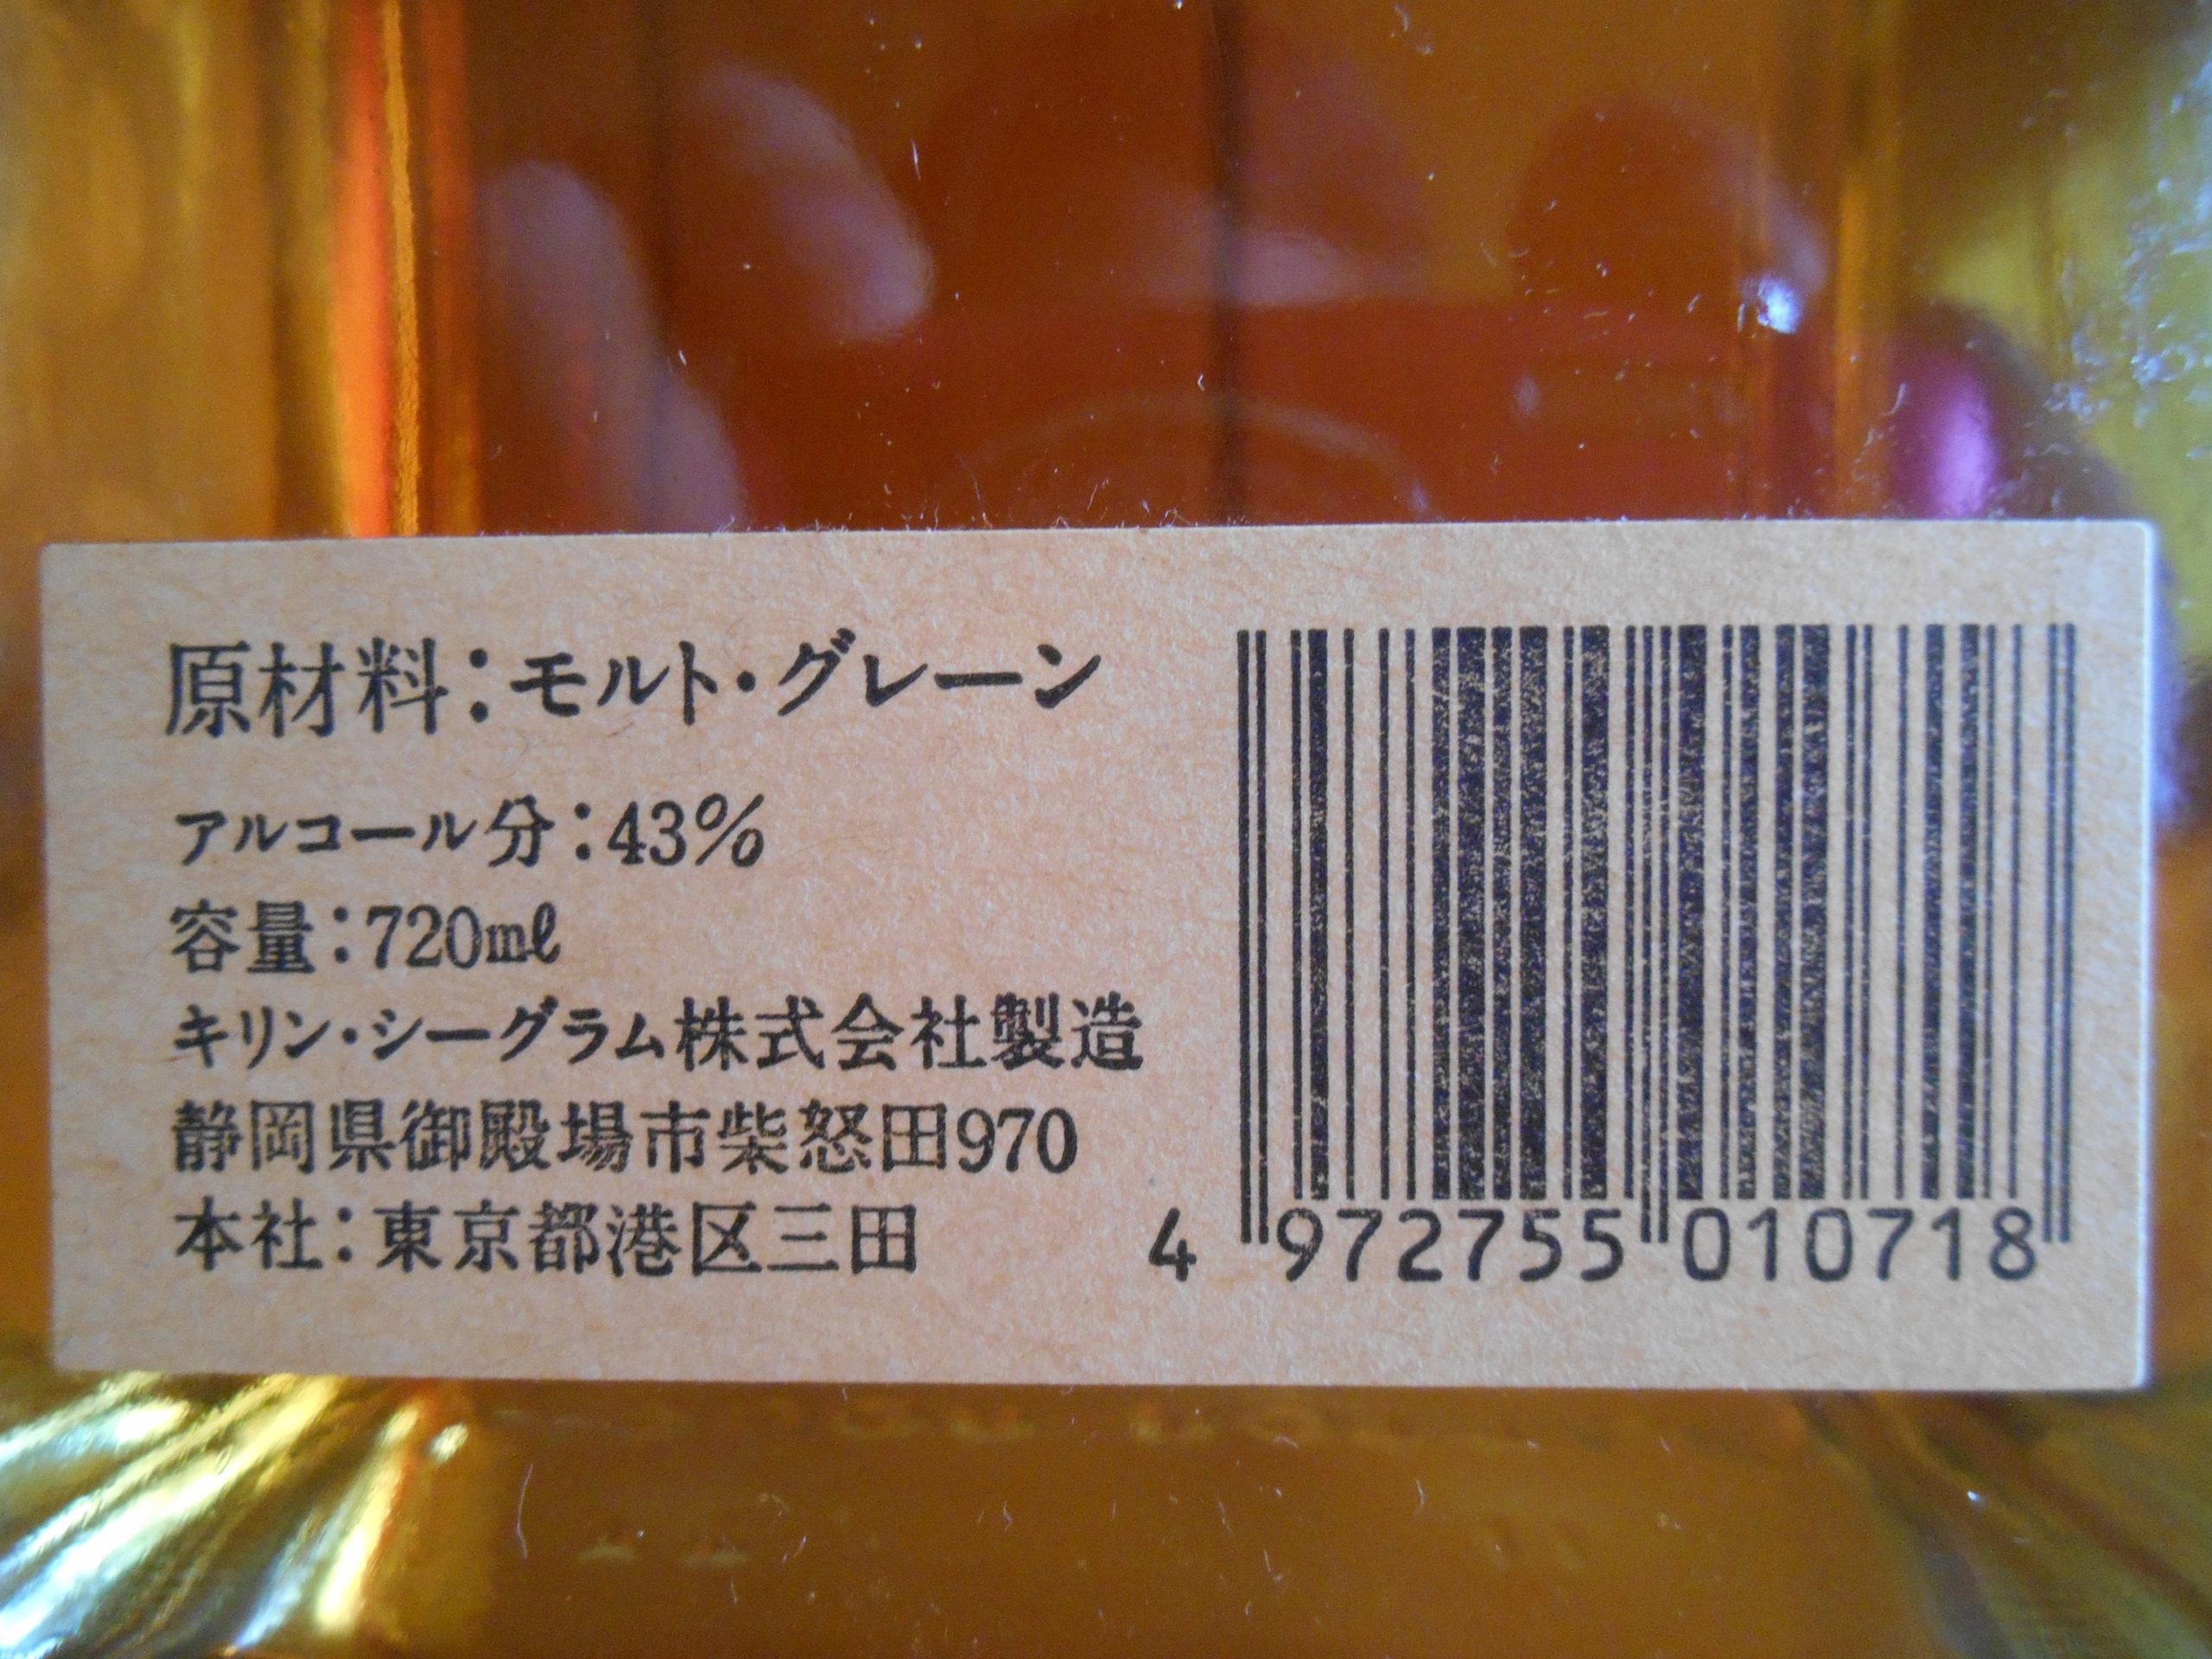 原材料：モルト・グレーン
アルコール分：43%
容量：720mℓ
キリン・シーグラム株式会社製造
静岡県御殿場市柴怒田970
本社：東京都港区三田
4 972755 010718